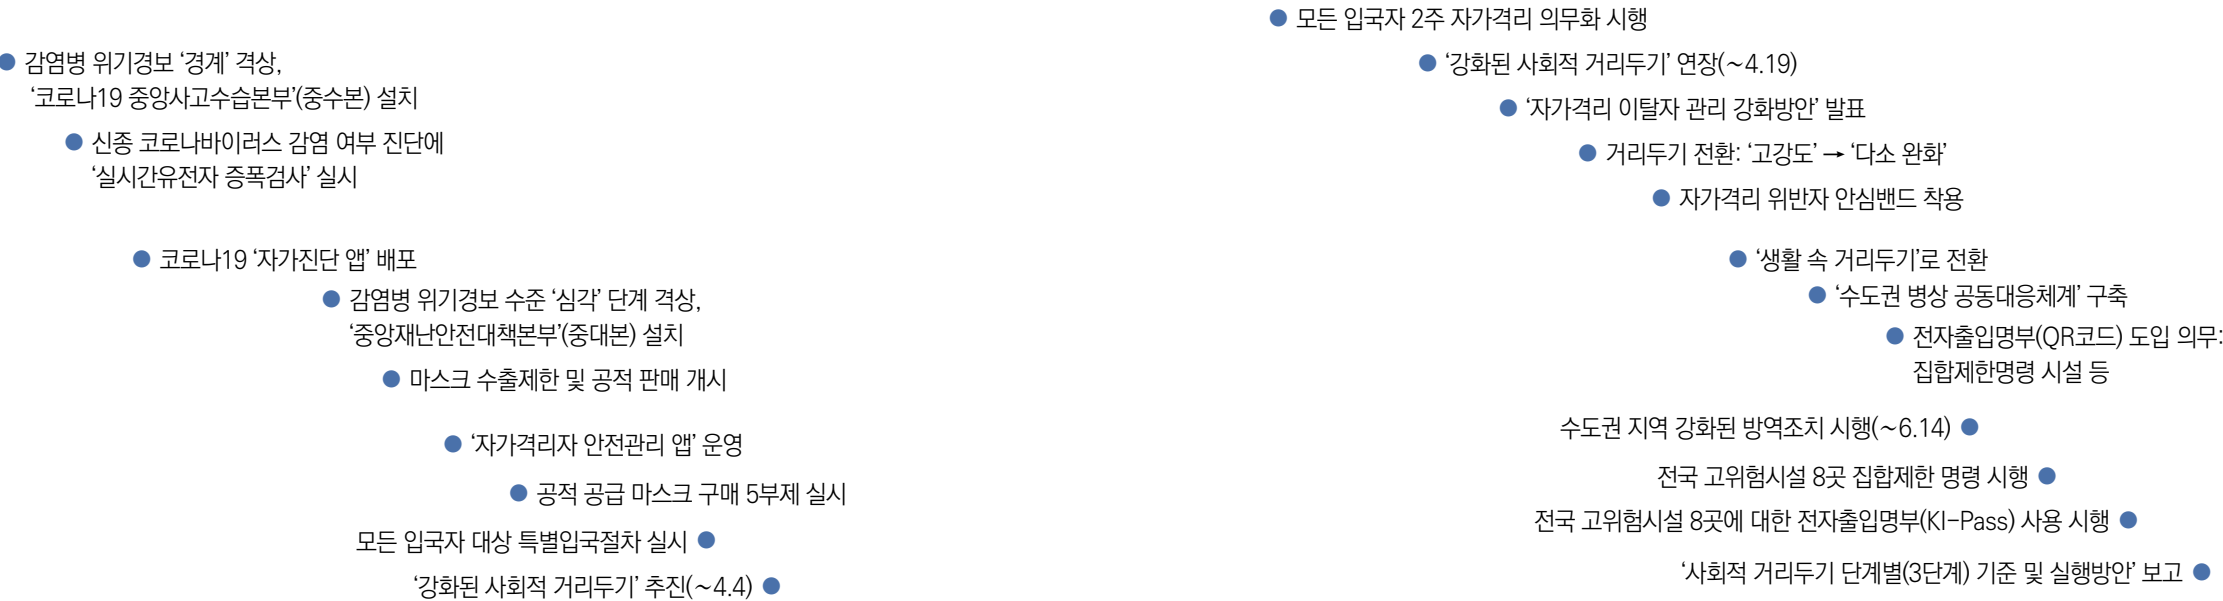 ● 감염병 위기경보 ‘경계’ 격상,
‘코로나19 중앙사고수습본부’(중수본) 설치
● 신종 코로나바이러스 감염 여부 진단에
‘실시간유전자 증폭검사’ 실시
● 코로나19 ‘자가진단 앱’ 배포
● 감염병 위기경보 수준 ‘심각’ 단계 격상,
‘중앙재난안전대책본부’(중대본) 설치
● 마스크 수출제한 및 공적 판매 개시
● ‘자가격리자 안전관리 앱’ 운영
● 공적 공급 마스크 구매 5부제 실시
모든 입국자 대상 특별입국절차 실시 ●
‘강화된 사회적 거리두기’ 추진(~4.4) ●
● 모든 입국자 2주 자가격리 의무화 시행
● ‘강화된 사회적 거리두기’ 연장(~4.19)
● ‘자가격리 이탈자 관리 강화방안’ 발표
● 거리두기 전환: ‘고강도’ → ‘다소 완화’
● 자가격리 위반자 안심밴드 착용
● ‘생활 속 거리두기’로 전환
● ‘수도권 병상 공동대응체계’ 구축
● 전자출입명부(QR코드) 도입 의무:
집합제한명령 시설 등
수도권 지역 강화된 방역조치 시행(~6.14) ●
전국 고위험시설 8곳 집합제한 명령 시행 ●
전국 고위험시설 8곳에 대한 전자출입명부(KI-Pass) 사용 시행 ●
‘사회적 거리두기 단계별(3단계) 기준 및 실행방안’ 보고 ●